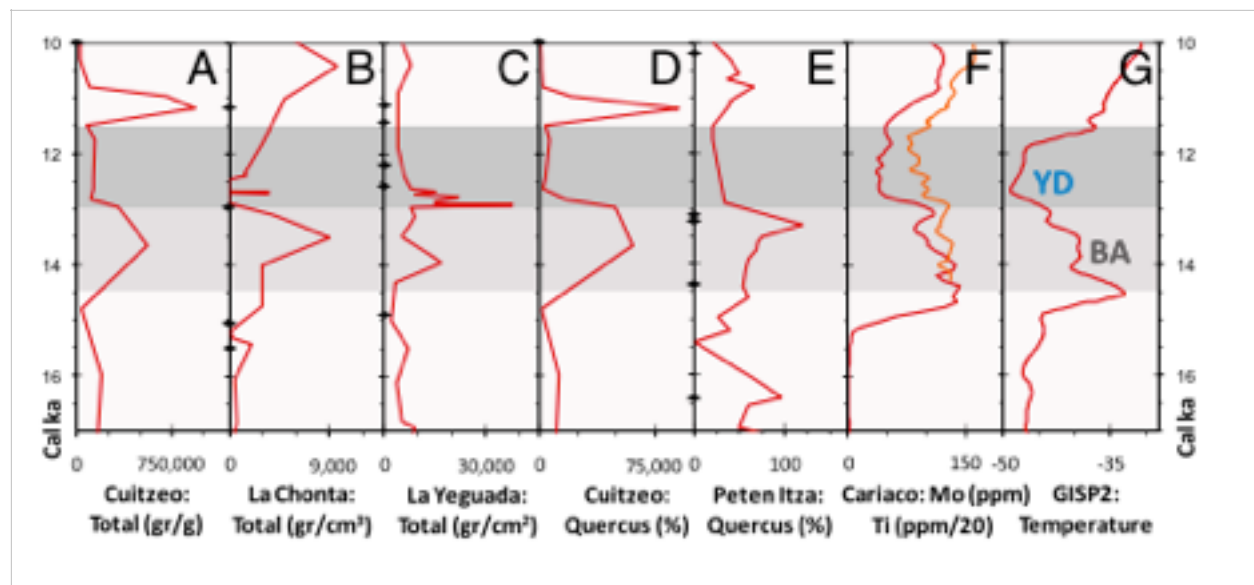 A B C D E F G
10 10
12 12
YD
BA
14 14
16 16
Cal ka Cal ka
0 750,000 0 9,000 0 30,000 0 75,000 0 100 0 150 -50 -35
Cuitzeo: La Chonta: La Yeguada: Cuitzeo: Peten Itza: Cariaco: Mo (ppm) GISP2:
Total (gr/g) Total (gr/cm³) Total (gr/cm²) Quercus (%) Quercus (%) Ti (ppm/20) Temperature